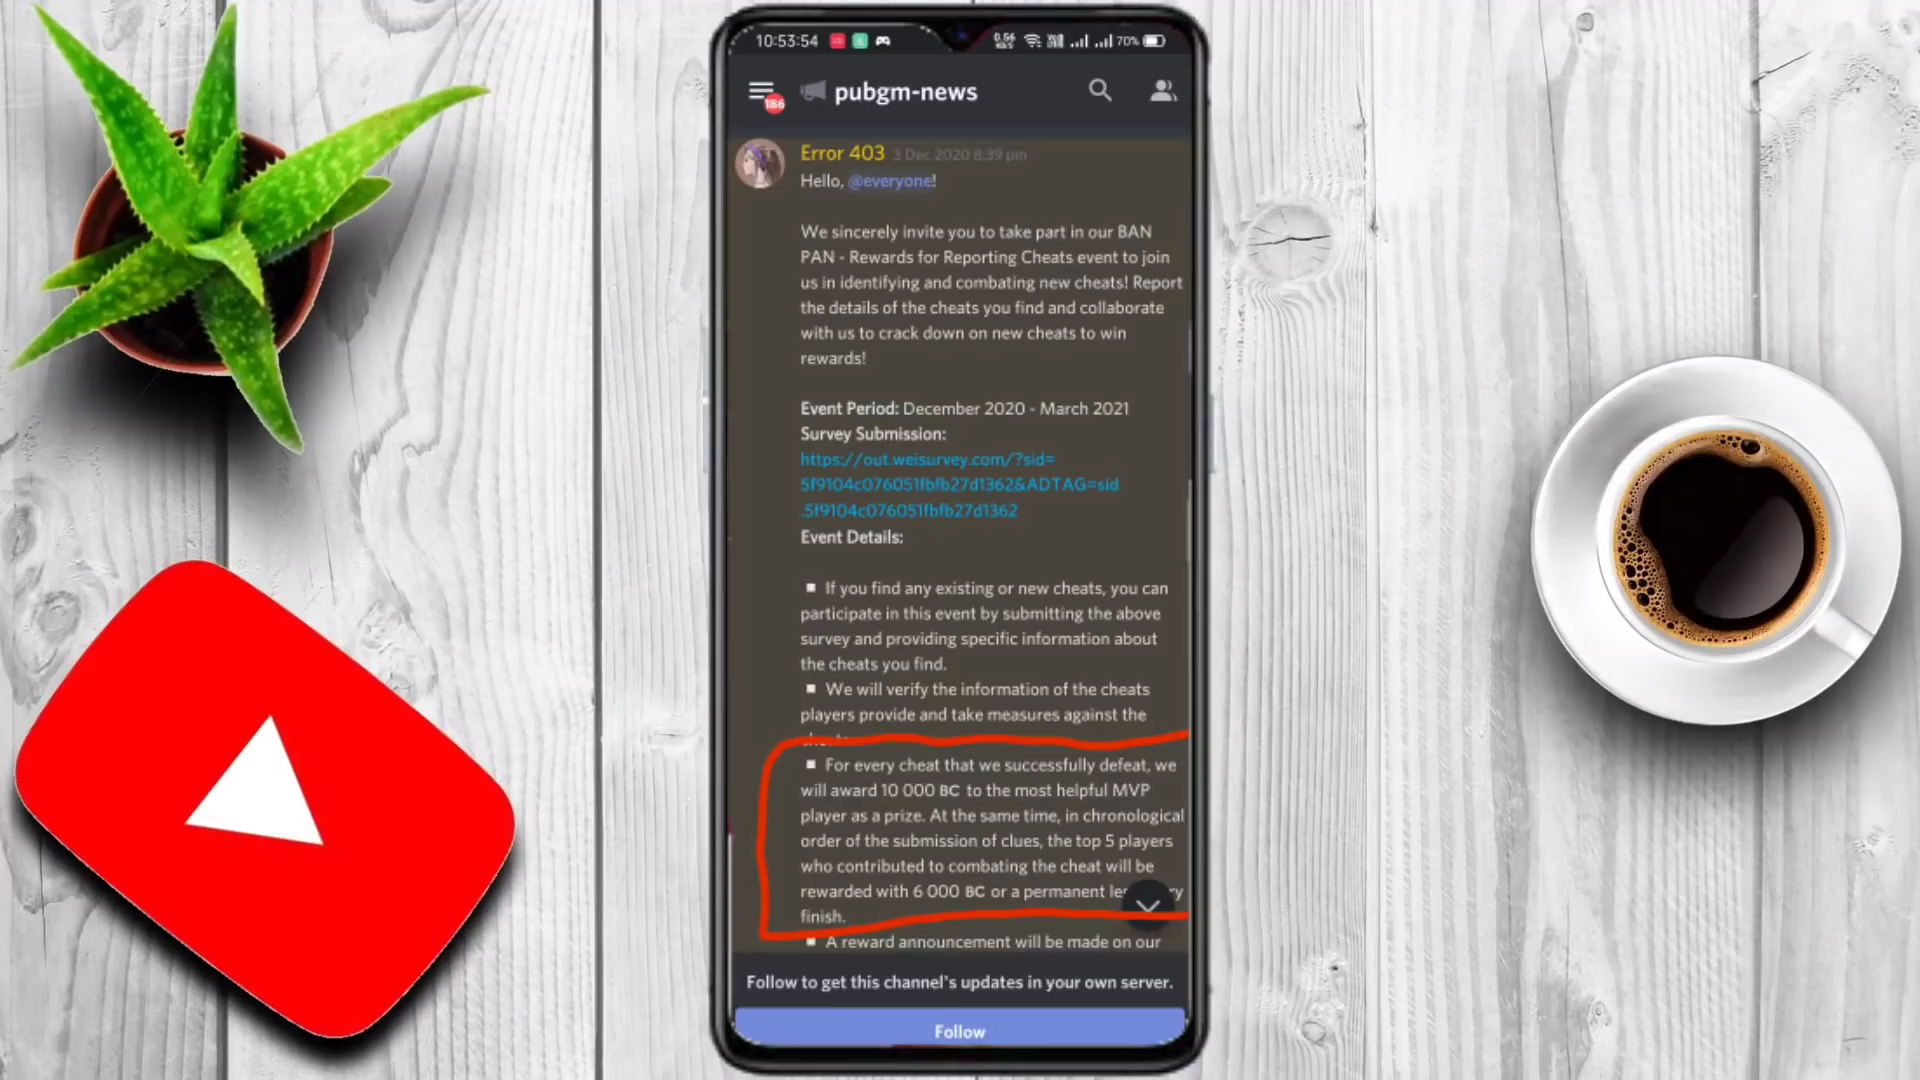 10:53:54
0.56
KB/S
70%
186
pubgm-news
Error 403 3 Dec 2020 8.39 pm
Hello, @everyone!
We sincerely invite you to take part in our BAN
PAN - Rewards for Reporting Cheats event to join
us in identifying and combating new cheats! Report
the details of the cheats you find and collaborate
with us to crack down on new cheats to win
rewards!
Event Period: December 2020 - March 2021
Survey Submission:
https://out.weisurvey.com/?sid=
5f9104c076051fbfb27d1362&ADTAG=sid
.5f9104c076051fbfb27d1362
Event Details:
▪ If you find any existing or new cheats, you can
participate in this event by submitting the above
survey and providing specific information about
the cheats you find.
▪ We will verify the information of the cheats
players provide and take measures against the
▪ For every cheat that we successfully defeat, we
will award 10 000 BC to the most helpful MVP
player as a prize. At the same time, in chronological
order of the submission of clues, the top 5 players
who contributed to combating the cheat will be
rewarded with 6 000 BC or a permanent
finish.
▪ A reward announcement will be made on our
Follow to get this channel's updates in your own server.
Follow